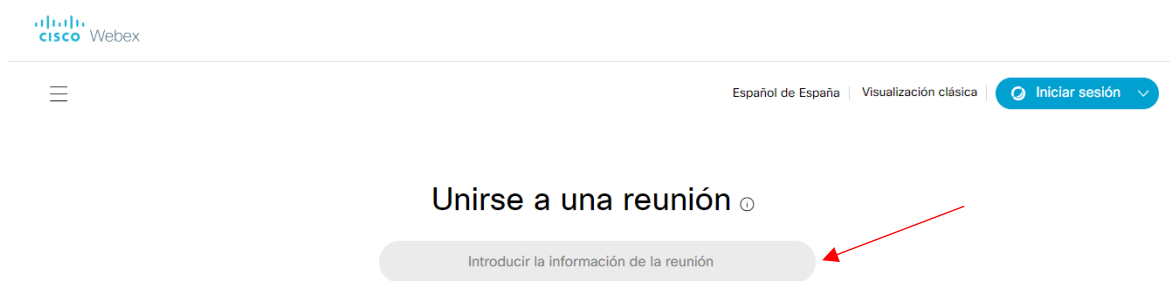 cisco Webex
Español de España Visualización clásica Iniciar sesión
Unirse a una reunión
Introducir la información de la reunión